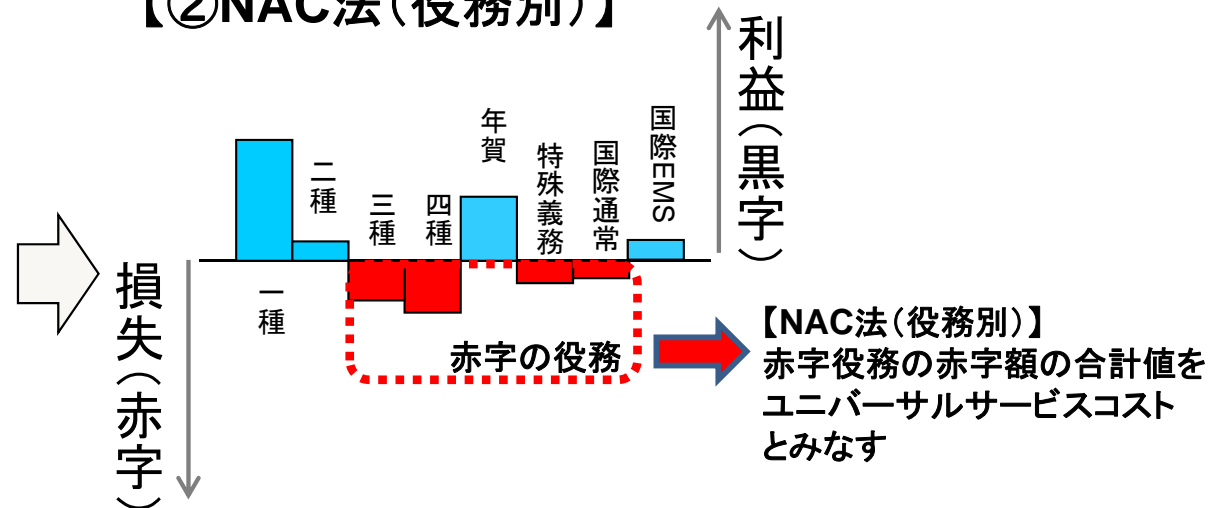 【②NAC法（役務別）】
利益（黒字）
一種
二種
三種
四種
年賀
特殊義務
国際通常
国際EMS
損失（赤字）
赤字の役務
【NAC法（役務別）】
赤字役務の赤字額の合計値を
ユニバーサルサービスコスト
とみなす